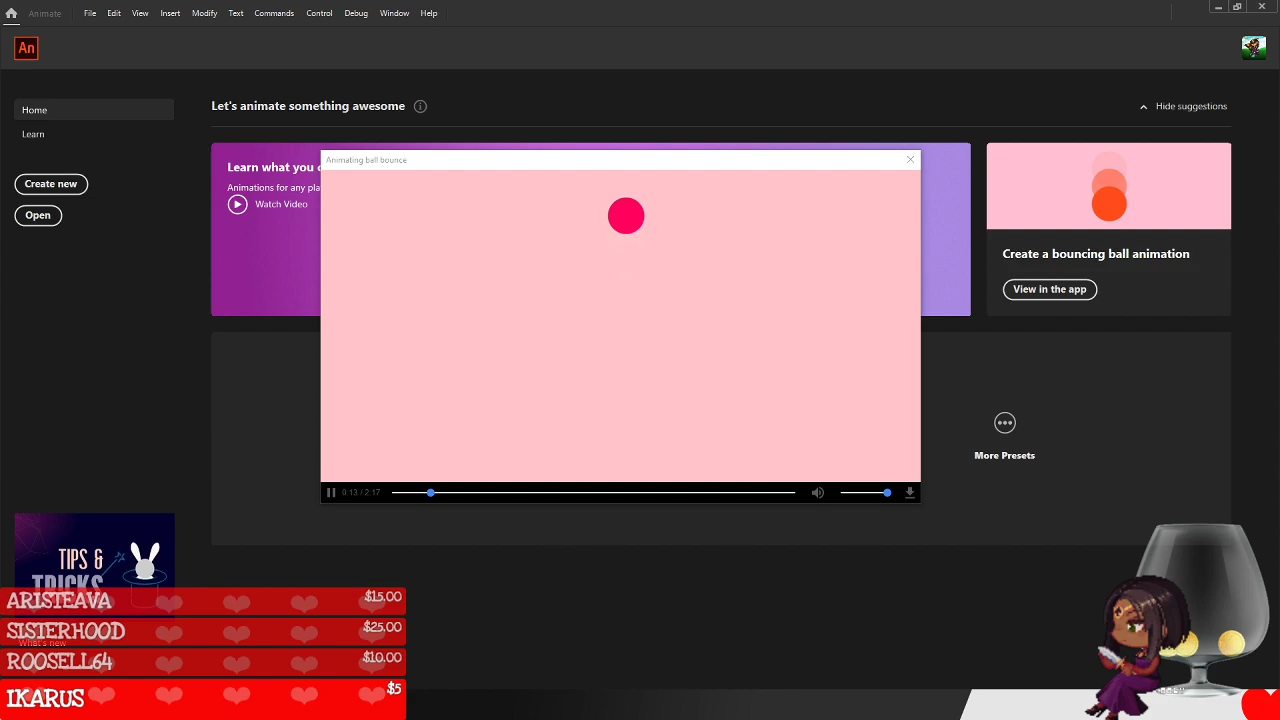 Animate
File
Edit
View
Insert
Modify
Text
Commands
Control
Debug
Window
Help
An
Home
Learn
Create new
Open
Let's animate something awesome
Hide suggestions
Learn what you
Animations for any pla
Watch Video
Animating ball bounce
0:13 / 2:17
Create a bouncing ball animation
View in the app
More Presets
TIPS &
TRICKS
What's new
ARISTEAVA $15.00
SISTERHOOD $25.00
ROOSELL64 $10.00
IKARUS $5